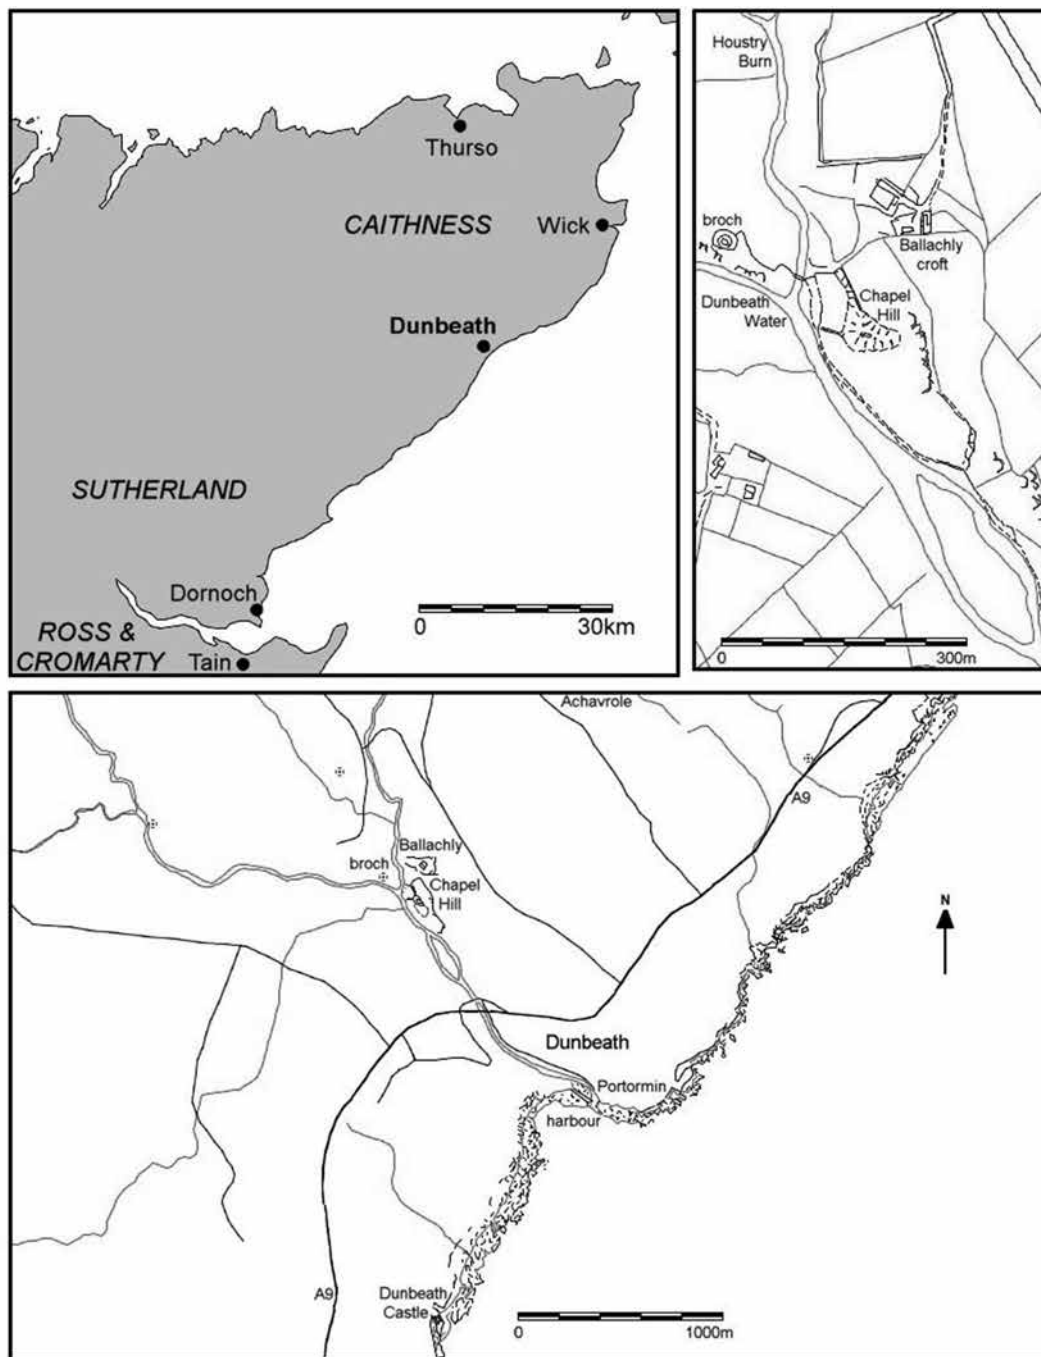 Thurso
CAITHNESS
Wick
Dunbeath
SUTHERLAND
Dornoch
ROSS &
CROMARTY
Tain
0 30km
Houstry
Burn
broch
Ballachly
croft
Chapel
Hill
Dunbeath
Water
0 300m
Achavrole
A9
Ballachly
broch
Chapel
Hill
N
Dunbeath
Portormin
harbour
A9
Dunbeath
Castle
0 1000m